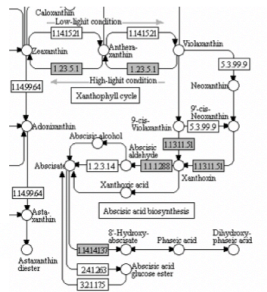 Caloxanthin
Low-light condition
1.14.15.21
1.14.15.21
Zeaxanthin
Anthera-
xanthin
Violaxanthin
1.23.5.1
1.23.5.1
5.3.99.9
High-light condition
Neoxanthin
1.14.99.64
Xanthophyll cycle
9-cis-
Violaxanthin
9'-cis-
Neoxanthin
5.3.99.9
Adonixanthin
Abscisic alcohol
1.13.11.51
Abscisic
aldehyde
Abscisate
1.2.3.14
1.1.1.288
1.13.11.51
Xanthoxin
Xanthoxic acid
1.14.99.64
Abscisic acid biosynthesis
Asta-
xanthin
8'-Hydroxy-
abscisate
Phaseic acid
Dihydroxy-
phaseic acid
1.14.14.137
Astaxanthin
diester
2.4.1.263
Abscisic acid
glucose ester
3.2.1.175